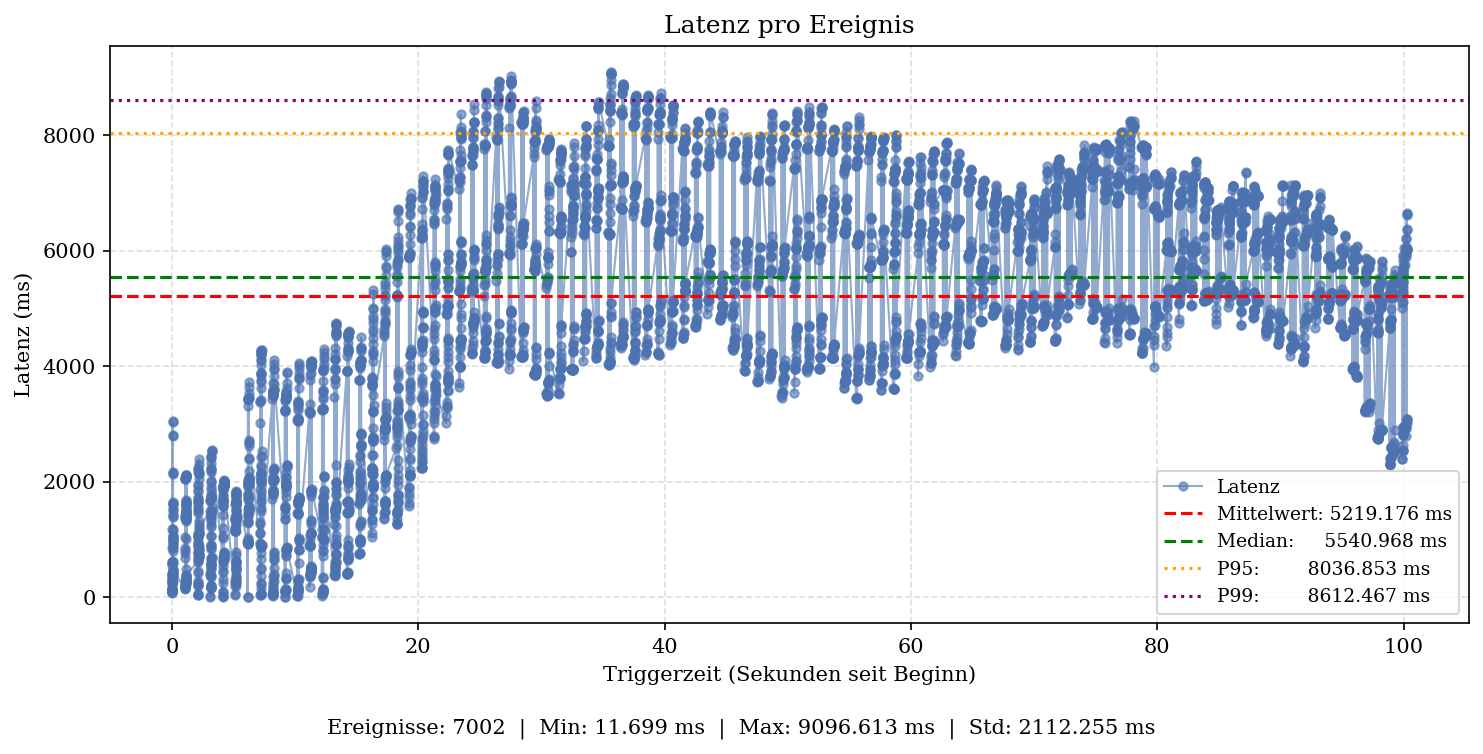 Latenz pro Ereignis
Latenz (ms)
8000
6000
4000
2000
0
0 20 40 60 80 100
Triggerzeit (Sekunden seit Beginn)
Latenz
Mittelwert: 5219.176 ms
Median: 5540.968 ms
P95: 8036.853 ms
P99: 8612.467 ms
Ereignisse: 7002 | Min: 11.699 ms | Max: 9096.613 ms | Std: 2112.255 ms